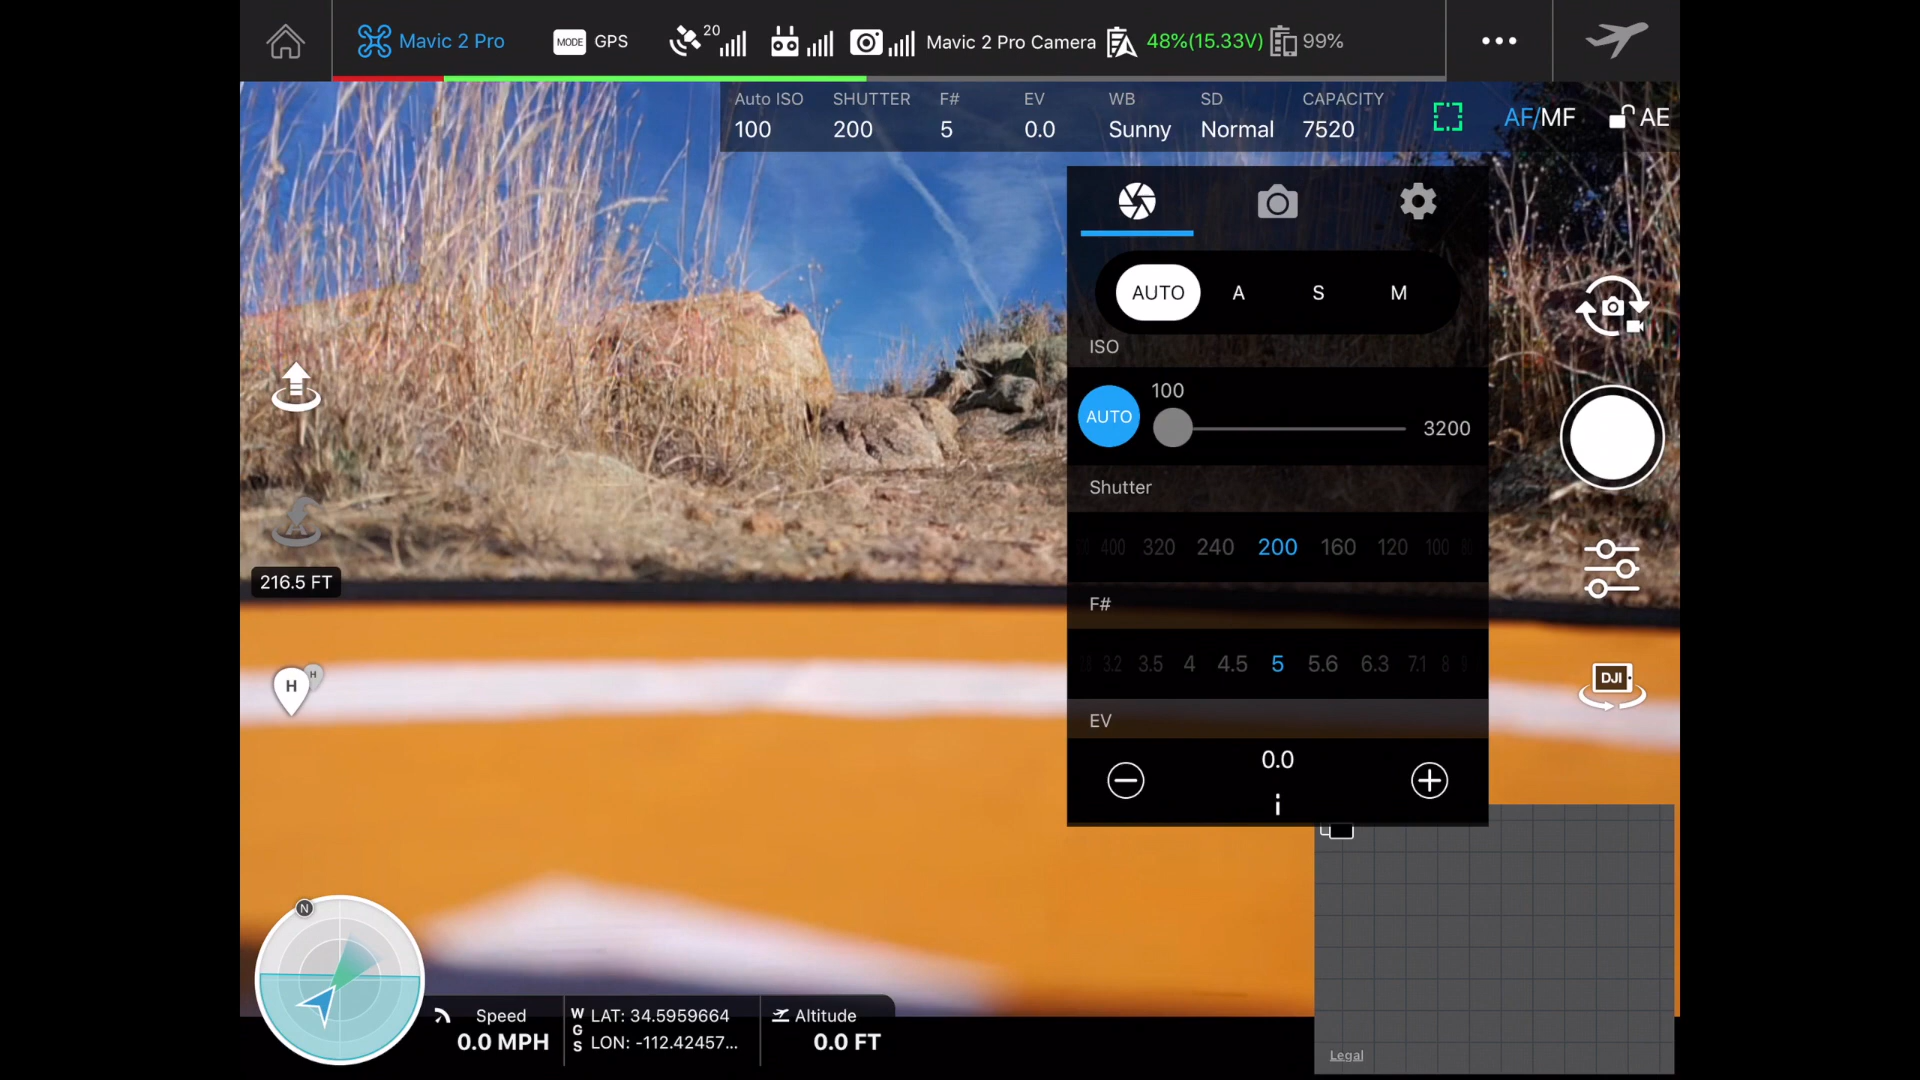 Mavic 2 Pro
MODE GPS
20
Mavic 2 Pro Camera
48%(15.33V)
99%
Auto ISO SHUTTER F# EV WB SD CAPACITY
100 200 5 0.0 Sunny Normal 7520
AF/MF
AE
AUTO A S M
ISO
AUTO 100 3200
Shutter
400 320 240 200 160 120 100 80
F#
3.2 3.5 4 4.5 5 5.6 6.3 7.1 8
EV
0.0
216.5 FT
H H
DJI
N
Speed
0.0 MPH
WGS
LAT: 34.5959664
LON: -112.42457...
Altitude
0.0 FT
Legal